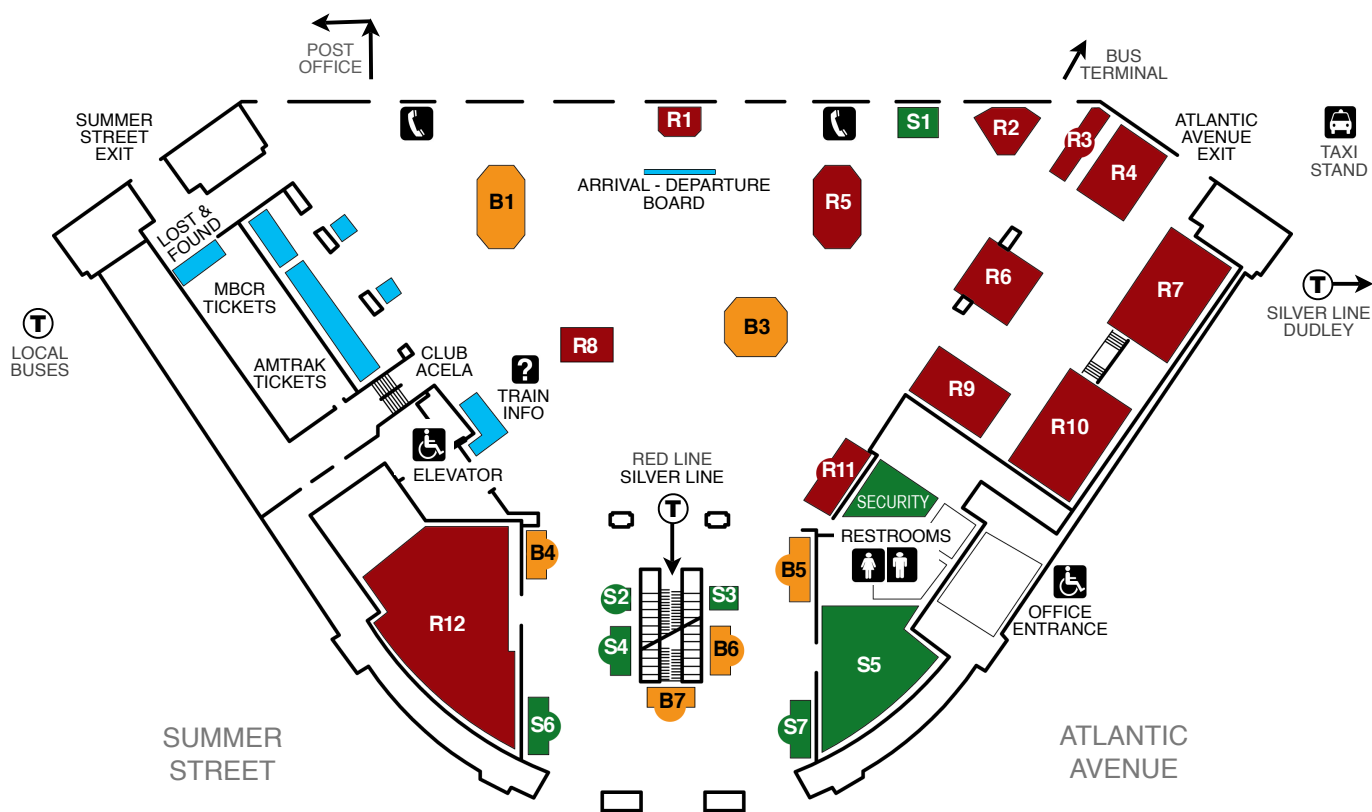 POST
OFFICE
BUS
TERMINAL
SUMMER
STREET
EXIT
R1
S1
R2
R3
R4
ATLANTIC
AVENUE
EXIT
TAXI
STAND
ARRIVAL - DEPARTURE
BOARD
B1
R5
LOST &
FOUND
R6
R7
MBCR
TICKETS
T
LOCAL
BUSES
T
SILVER LINE
DUDLEY
B3
R8
AMTRAK
TICKETS
CLUB
ACELA
?
TRAIN
INFO
R9
R10
ELEVATOR
RED LINE
SILVER LINE
T
R11
SECURITY
RESTROOMS
B4
B5
S2
S3
OFFICE
ENTRANCE
R12
S4
B6
S5
B7
S6
S7
SUMMER
STREET
ATLANTIC
AVENUE